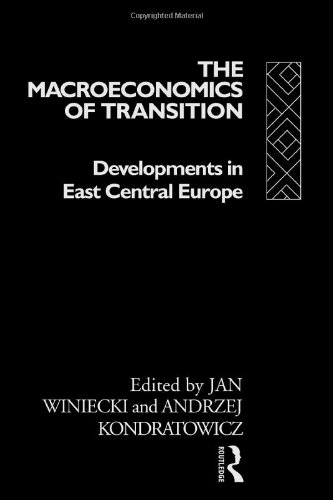 Copyrighted Material
THE
MACROECONOMICS
OF TRANSITION
Developments in
East Central Europe
Edited by JAN
WINIECKI and ANDRZEJ
KONDRATOWICZ
ROUTLEDGE